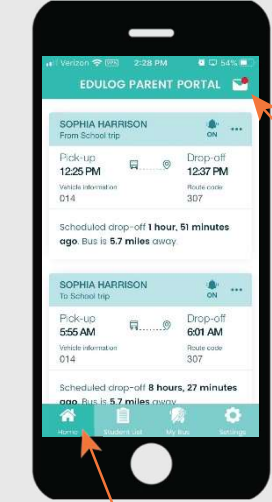 Verizon 2:28 PM 54%
EDULOG PARENT PORTAL
SOPHIA HARRISON
From School trip
ON
Pick-up Drop-off
12:25 PM 12:37 PM
Vehicle information Route code
014 307
Scheduled drop-off 1 hour, 51 minutes
ago. Bus is 5.7 miles away.
SOPHIA HARRISON
To School trip
ON
Pick-up Drop-off
5:55 AM 6:01 AM
Vehicle information Route code
014 307
Scheduled drop-off 8 hours, 27 minutes
ago. Bus is 5.7 miles away.
Home Student List My Bus Settings